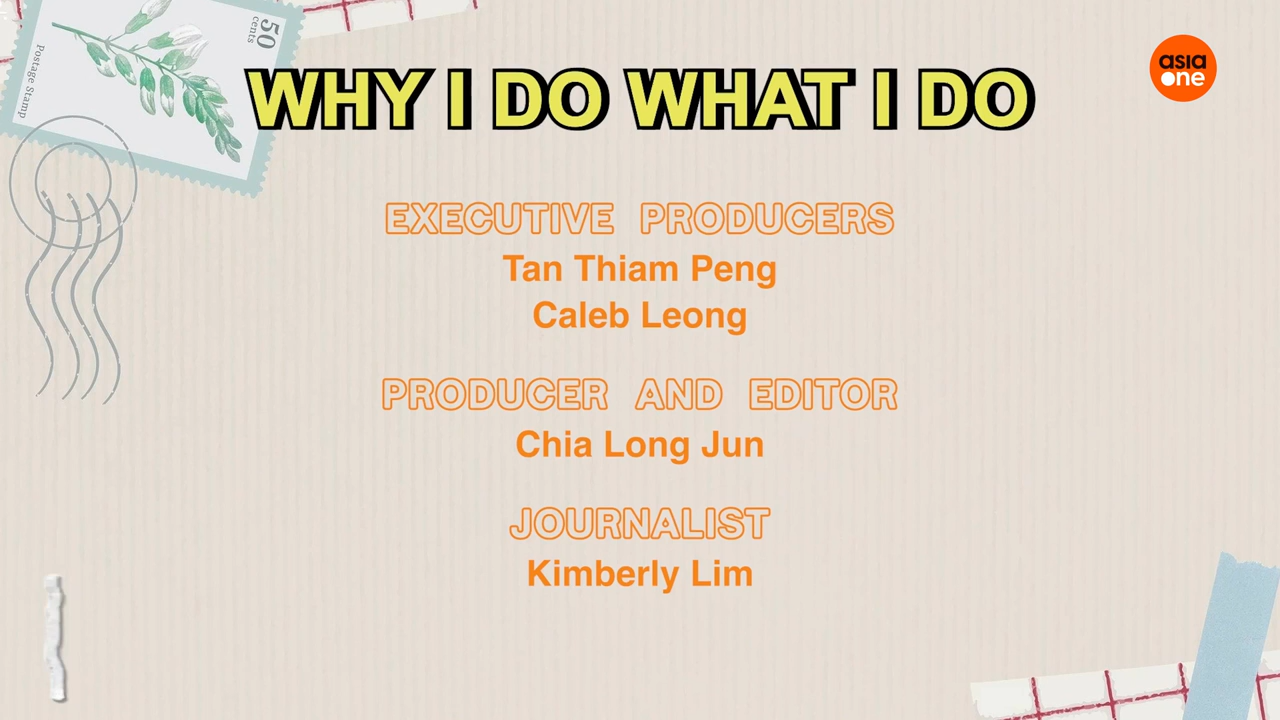 50
cents
Postage Stamp
WHY I DO WHAT I DO
asia
one
EXECUTIVE PRODUCERS
Tan Thiam Peng
Caleb Leong
PRODUCER AND EDITOR
Chia Long Jun
JOURNALIST
Kimberly Lim